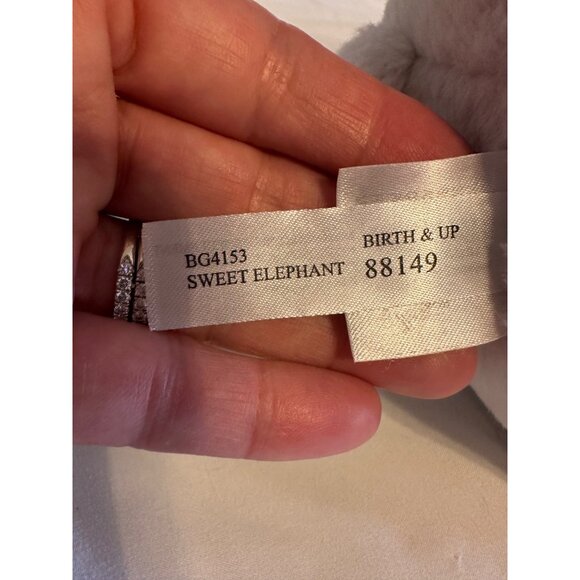 BG4153
SWEET ELEPHANT
BIRTH & UP
88149